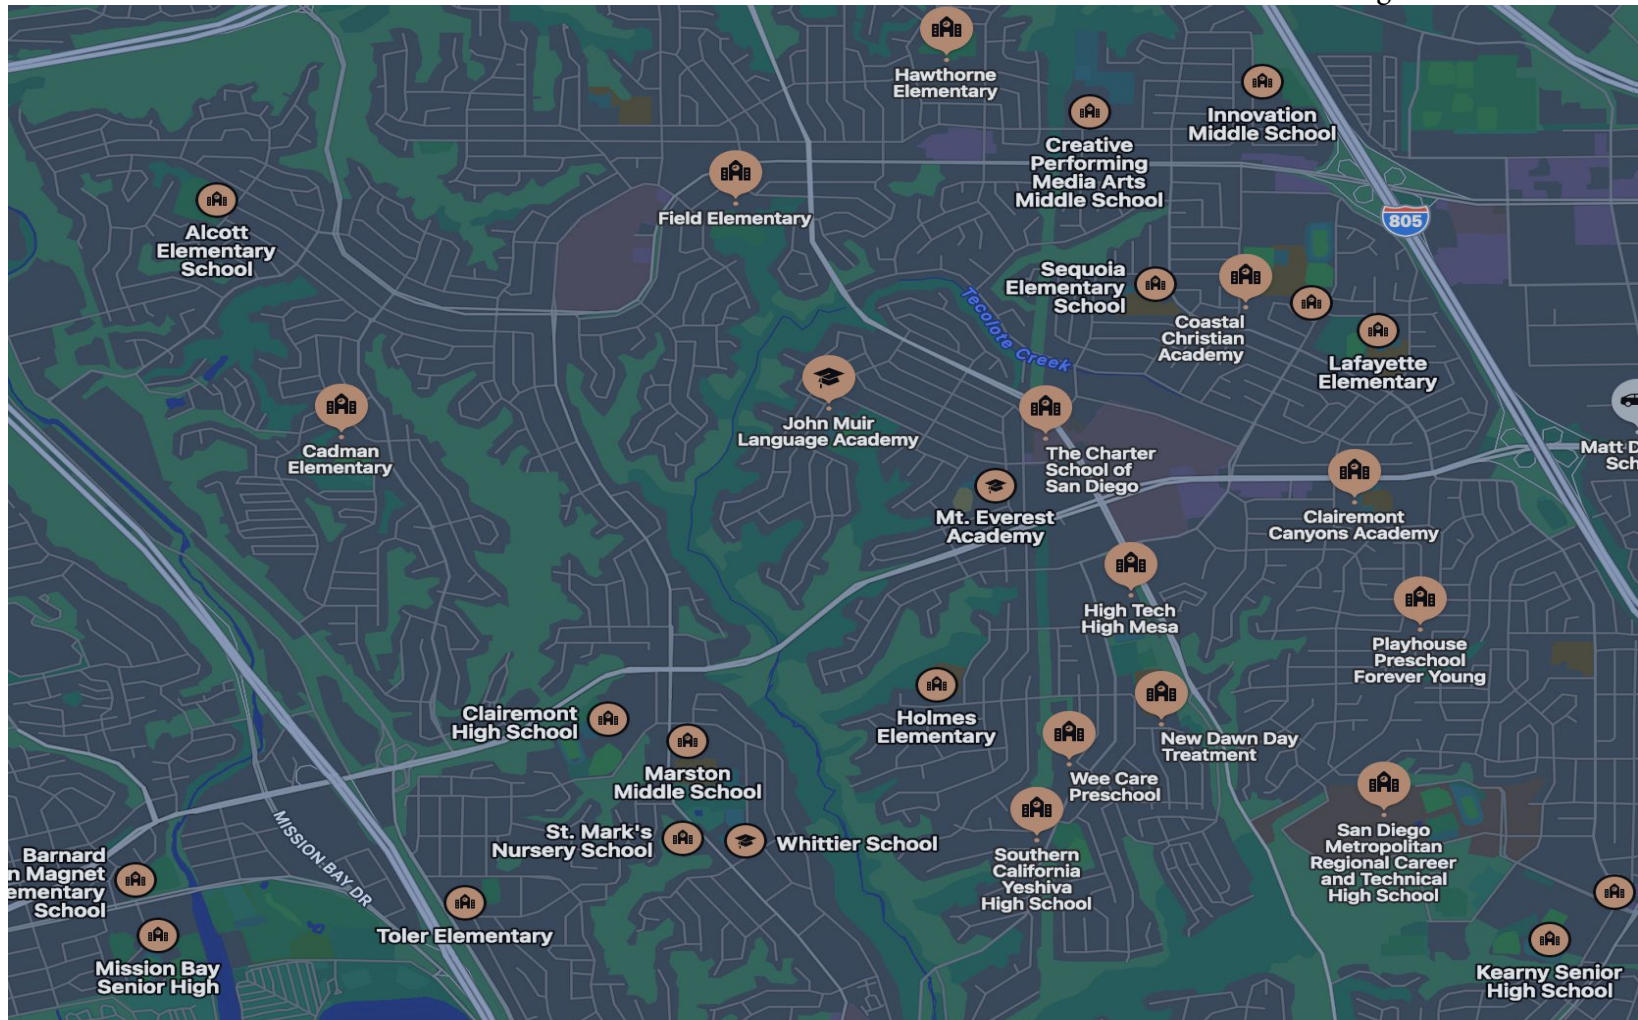 Hawthorne
Elementary
Innovation
Middle School
Creative
Performing
Media Arts
Middle School
Field Elementary
Alcott
Elementary
School
805
Sequoia
Elementary
School
Tecolote Creek
Coastal
Christian
Academy
Lafayette
Elementary
John Muir
Language Academy
Cadman
Elementary
The Charter
School of
San Diego
Matt D
Sch
Mt. Everest
Academy
Clairemont
Canyons Academy
High Tech
High Mesa
Playhouse
Preschool
Forever Young
Clairemont
High School
Holmes
Elementary
New Dawn Day
Treatment
Marston
Middle School
Wee Care
Preschool
St. Mark's
Nursery School
Whittier School
MISSION BAY DR
Southern
California
Yeshiva
High School
San Diego
Metropolitan
Regional Career
and Technical
High School
Barnard
n Magnet
ementary
School
Toler Elementary
Mission Bay
Senior High
Kearny Senior
High School